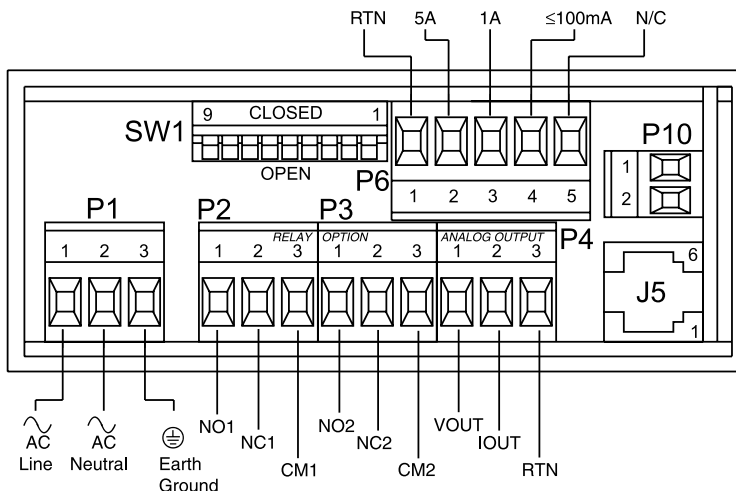 RTN 5A 1A ≤100mA N/C
9 CLOSED 1
SW1
OPEN
P10
1
2
P6
1 2 3 4 5
P1 P2 P3 P4
RELAY OPTION ANALOG OUTPUT
1 2 3 1 2 3 1 2 3 1 2 3
6
J5
1
AC
Line
AC
Neutral
Earth
Ground
NO1
NC1
CM1
NO2
NC2
CM2
VOUT
IOUT
RTN